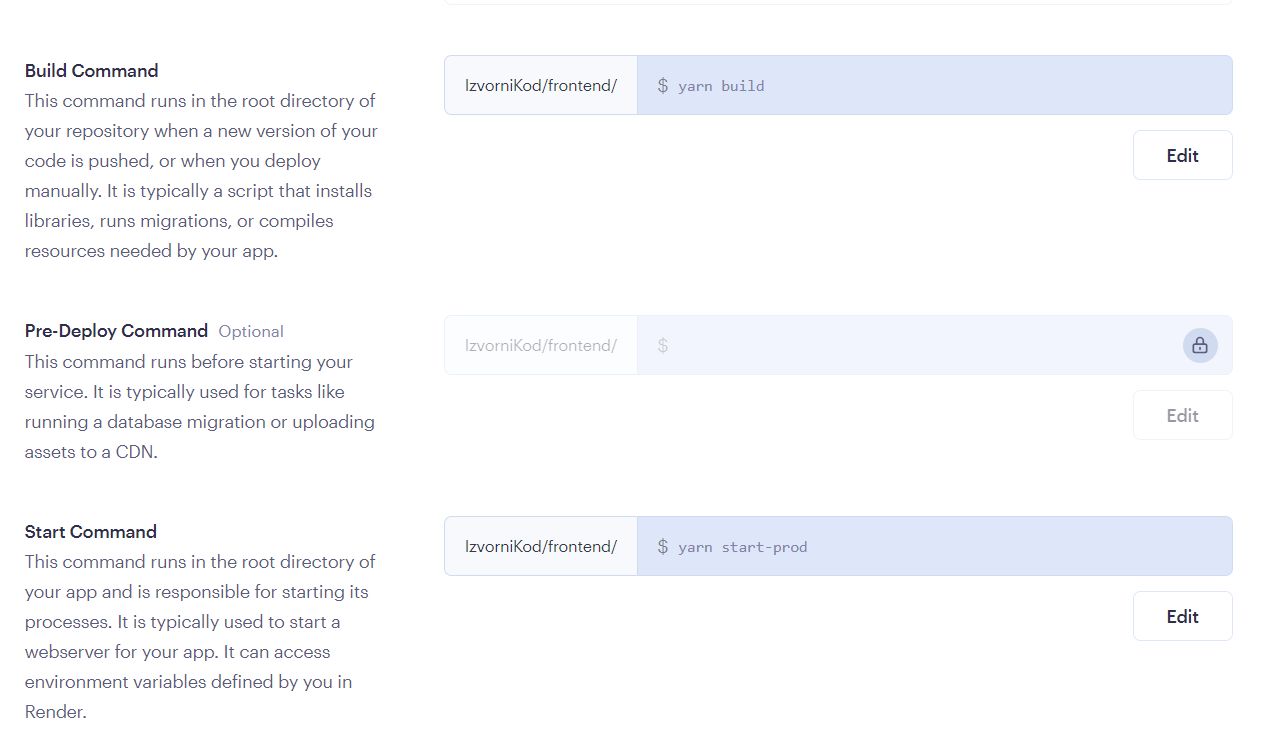 Build Command
This command runs in the root directory of
your repository when a new version of your
code is pushed, or when you deploy
manually. It is typically a script that installs
libraries, runs migrations, or compiles
resources needed by your app.
IzvorniKod/frontend/ $ yarn build
Edit
Pre-Deploy Command Optional
This command runs before starting your
service. It is typically used for tasks like
running a database migration or uploading
assets to a CDN.
IzvorniKod/frontend/ $
Edit
Start Command
This command runs in the root directory of
your app and is responsible for starting its
processes. It is typically used to start a
webserver for your app. It can access
environment variables defined by you in
Render.
IzvorniKod/frontend/ $ yarn start-prod
Edit